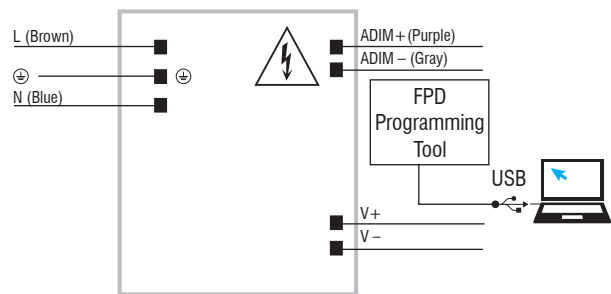 L (Brown)
N (Blue)
ADIM+(Purple)
ADIM – (Gray)
FPD
Programming
Tool
USB
V+
V –